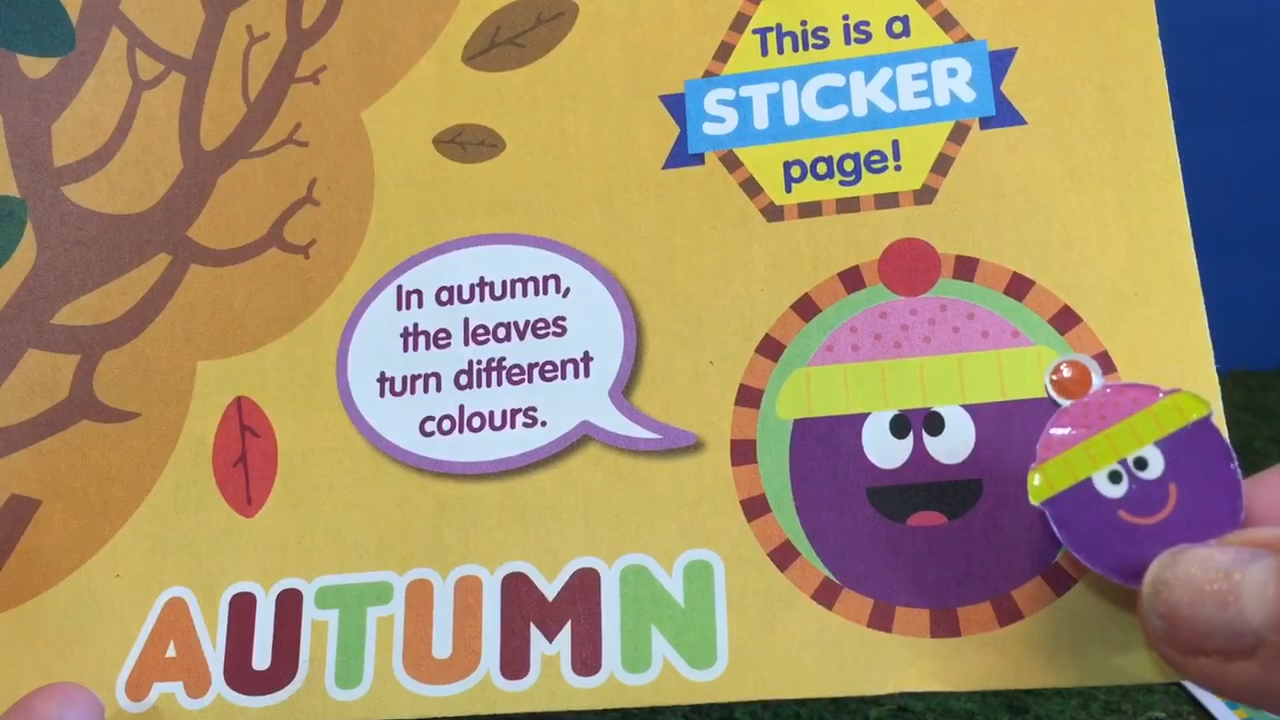 This is a
STICKER
page!
In autumn,
the leaves
turn different
colours.
AUTUMN